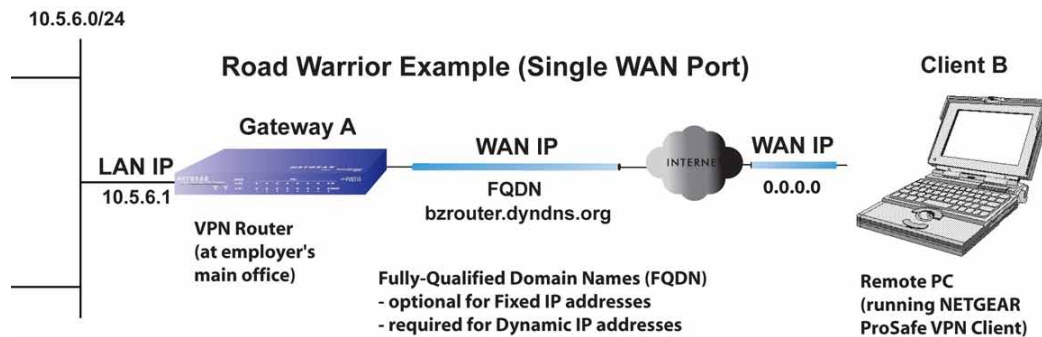 10.5.6.0/24
Road Warrior Example (Single WAN Port)
Client B
Gateway A
LAN IP
10.5.6.1
NETGEAR
WAN IP
FQDN
bzrouter.dyndns.org
INTERNE
WAN IP
0.0.0.0
VPN Router
(at employer's
main office)
Fully-Qualified Domain Names (FQDN)
- optional for Fixed IP addresses
- required for Dynamic IP addresses
Remote PC
(running NETGEAR
ProSafe VPN Client)